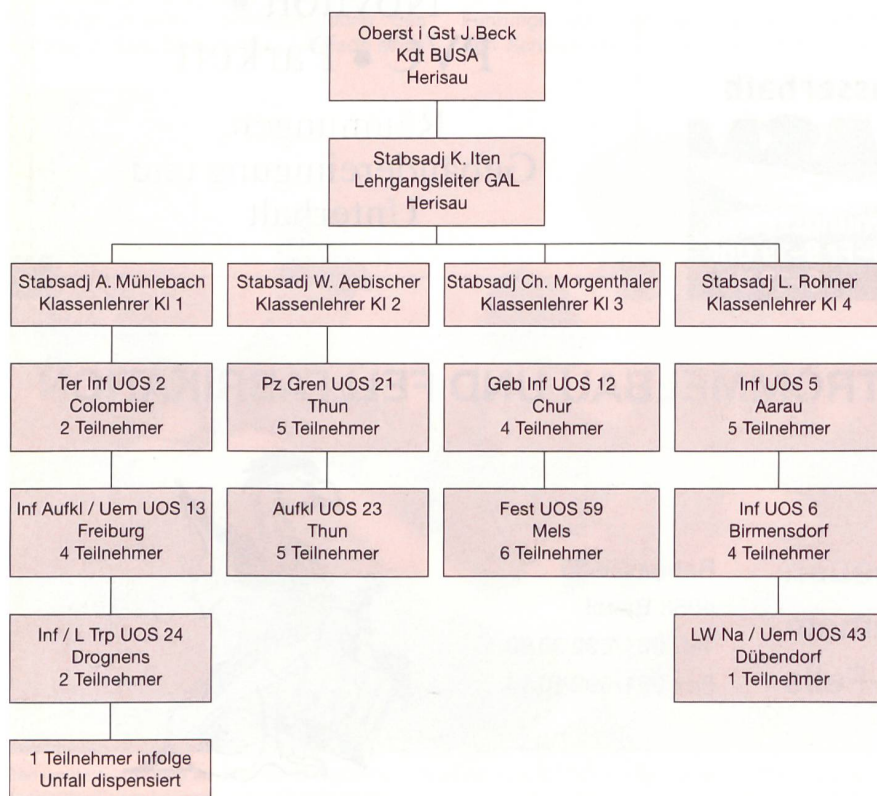 Oberst i Gst J.Beck
Kdt BUSA
Herisau
Stabsadj K. Iten
Lehrgangsleiter GAL
Herisau
Stabsadj A. Mühlebach
Klassenlehrer Kl 1
Stabsadj W. Aebischer
Klassenlehrer Kl 2
Stabsadj Ch. Morgenthaler
Klassenlehrer Kl 3
Stabsadj L. Rohner
Klassenlehrer Kl 4
Ter Inf UOS 2
Colombier
2 Teilnehmer
Pz Gren UOS 21
Thun
5 Teilnehmer
Geb Inf UOS 12
Chur
4 Teilnehmer
Inf UOS 5
Aarau
5 Teilnehmer
Inf Aufkl / Uem UOS 13
Freiburg
4 Teilnehmer
Aufkl UOS 23
Thun
5 Teilnehmer
Fest UOS 59
Mels
6 Teilnehmer
Inf UOS 6
Birmensdorf
4 Teilnehmer
Inf / L Trp UOS 24
Drognens
2 Teilnehmer
LW Na / Uem UOS 43
Dübendorf
1 Teilnehmer
1 Teilnehmer infolge
Unfall dispensiert